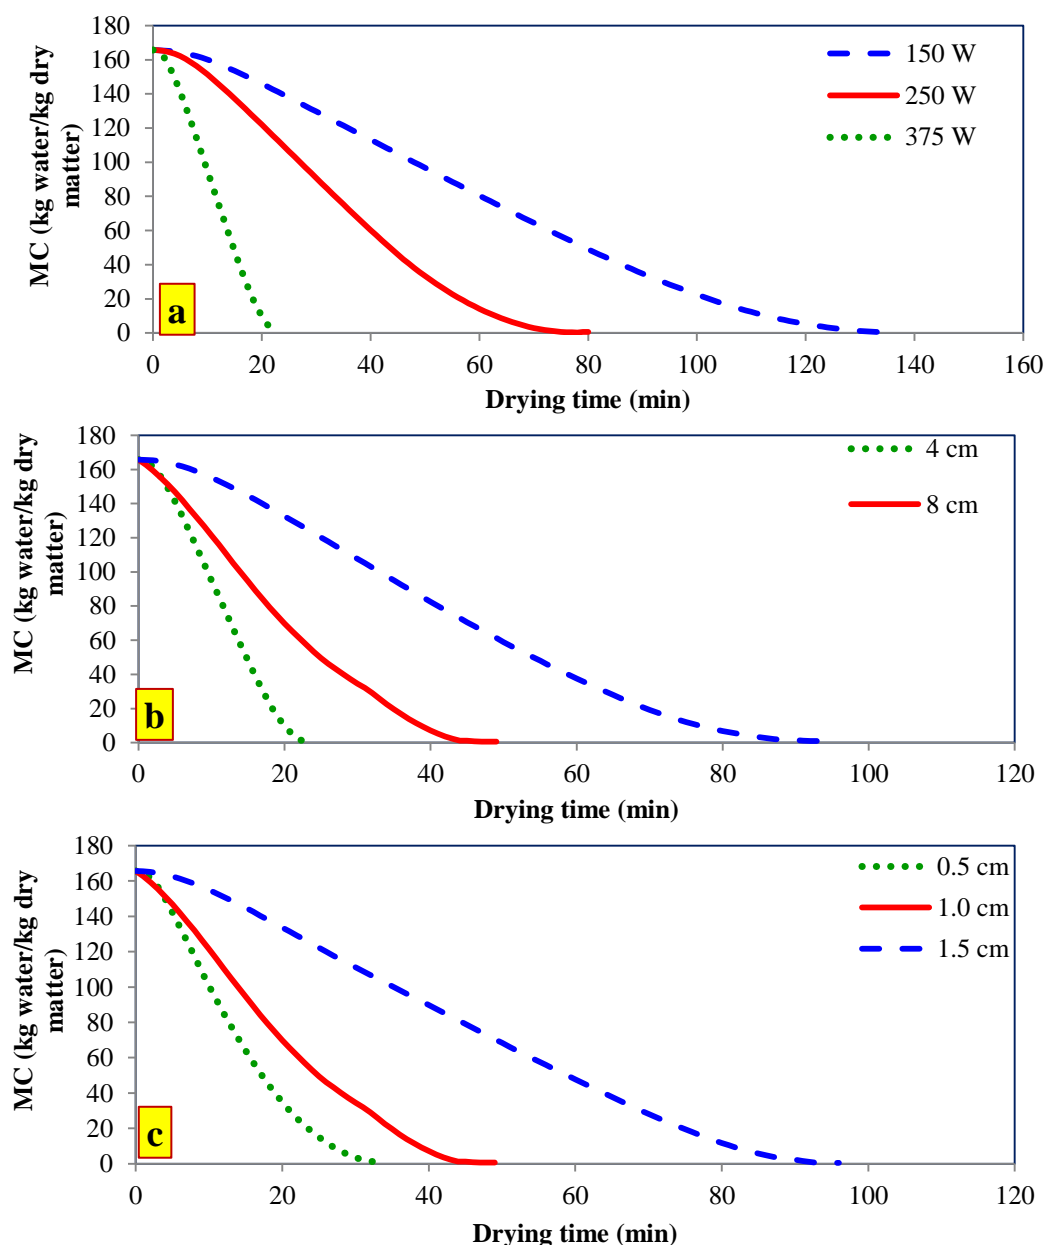 180
160
140
120
100
80
60
40
20
0
MC (kg water/kg dry
matter)
150 W
250 W
375 W
a
0 20 40 60 80 100 120 140 160
Drying time (min)
180
160
140
120
100
80
60
40
20
0
MC (kg water/kg dry
matter)
4 cm
8 cm
b
0 20 40 60 80 100 120
Drying time (min)
180
160
140
120
100
80
60
40
20
0
MC (kg water/kg dry
matter)
0.5 cm
1.0 cm
1.5 cm
c
0 20 40 60 80 100 120
Drying time (min)